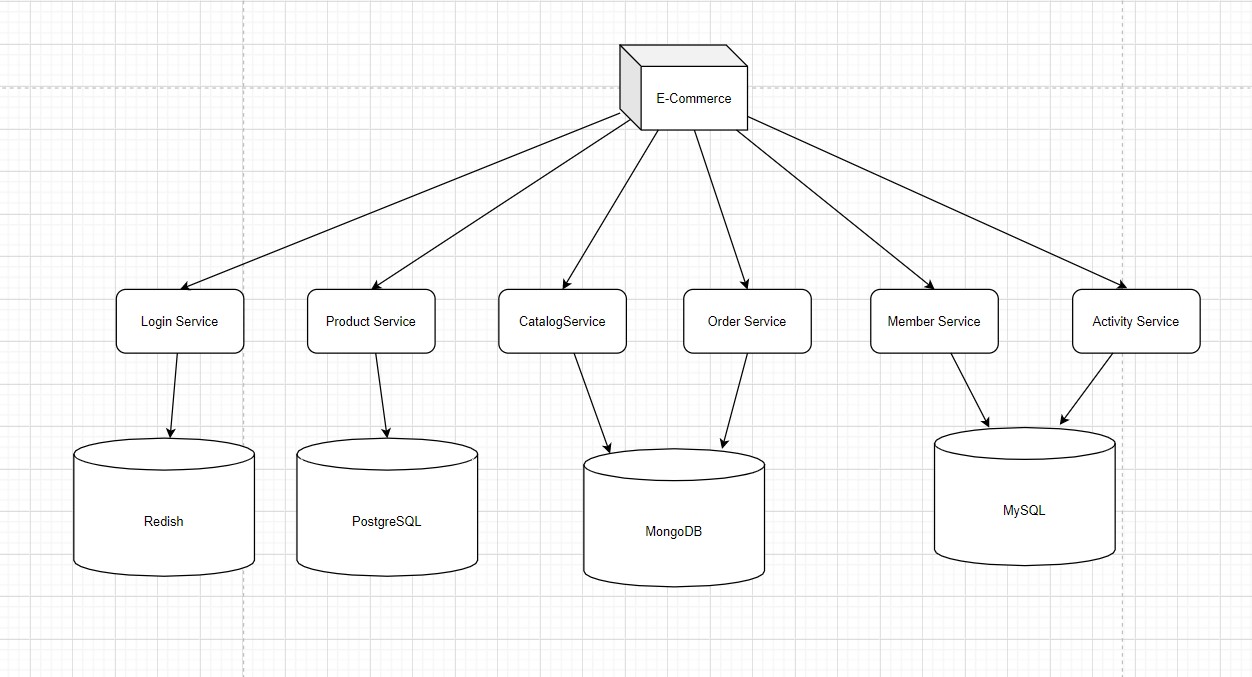 E-Commerce
Login Service
Product Service
CatalogService
Order Service
Member Service
Activity Service
Redish
PostgreSQL
MongoDB
MySQL